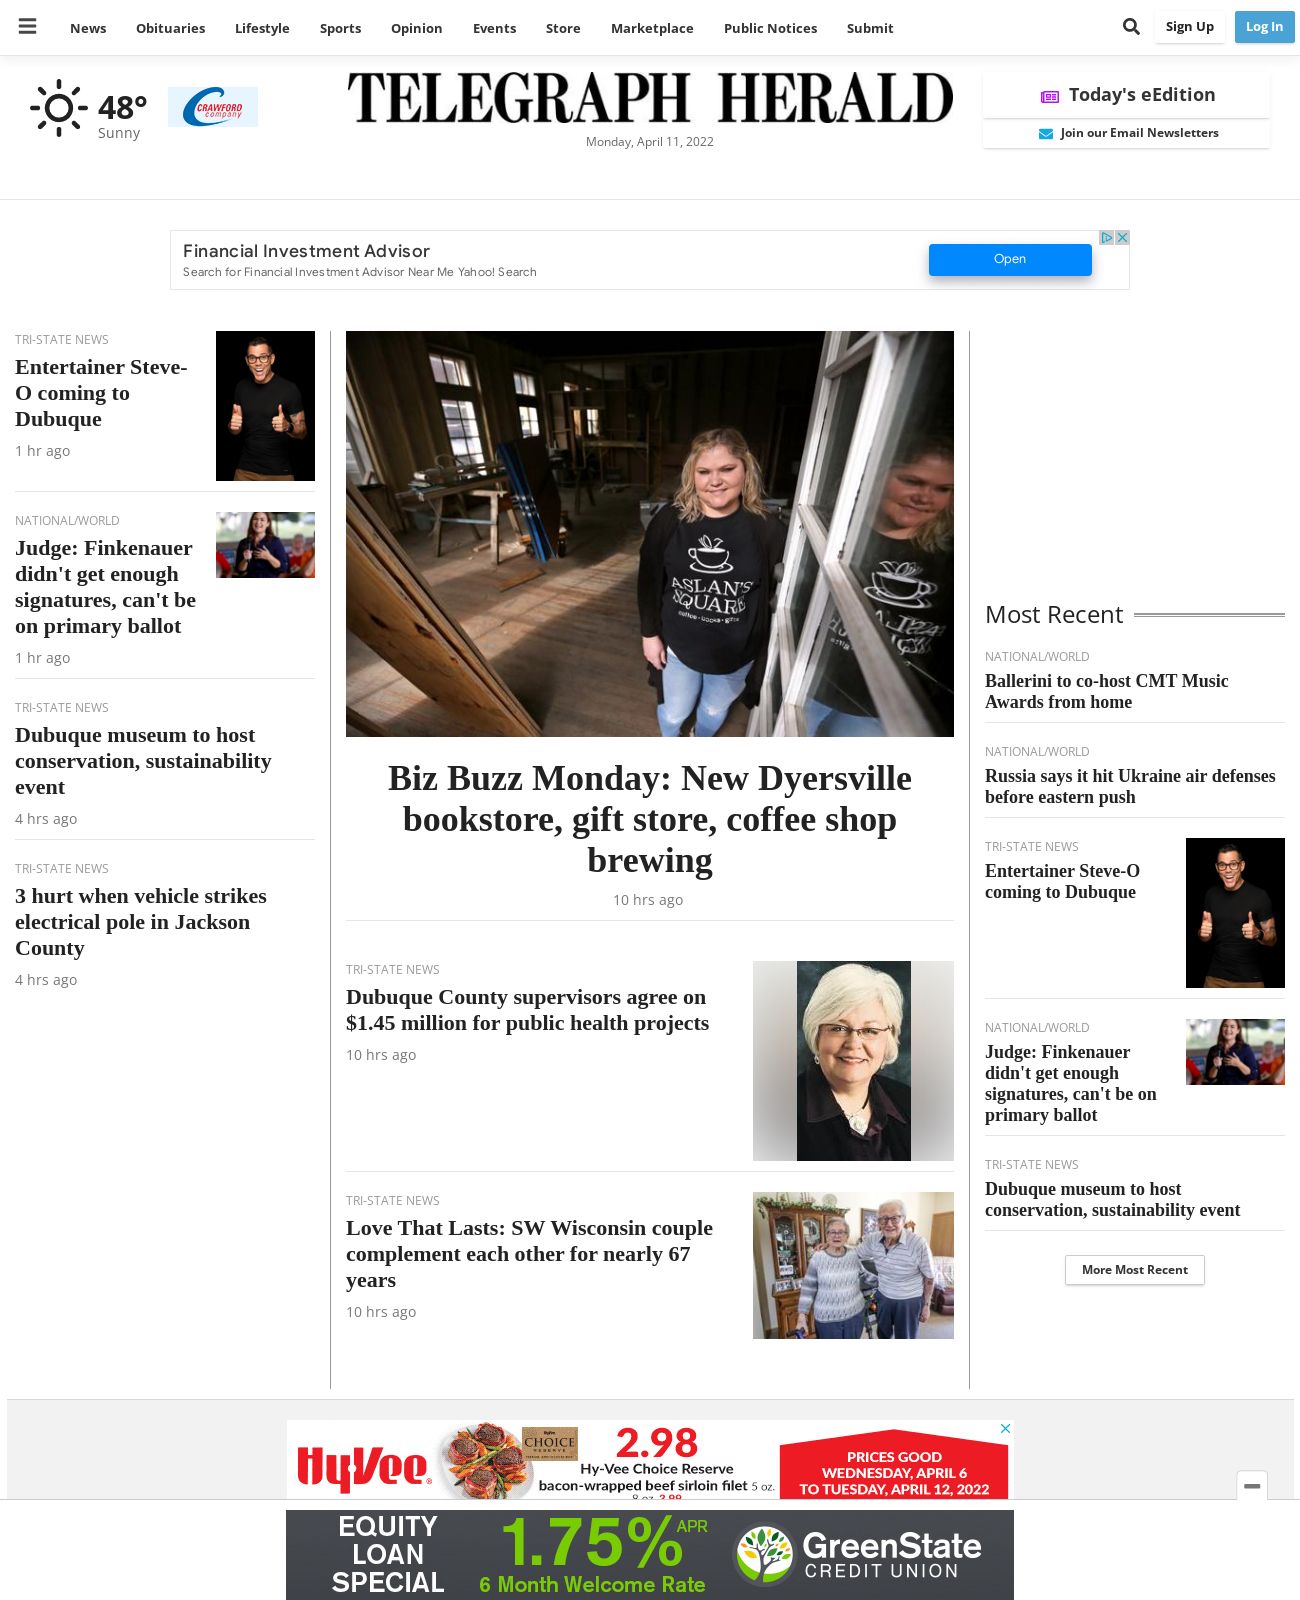 News Obituaries Lifestyle Sports Opinion Events Store Marketplace Public Notices Submit Sign Up Log In
48°
Sunny
CRAWFORD
company
TELEGRAPH HERALD
Monday, April 11, 2022
Today's eEdition
Join our Email Newsletters
Financial Investment Advisor
Search for Financial Investment Advisor Near Me Yahoo! Search
Open
TRI-STATE NEWS
Entertainer Steve-
O coming to
Dubuque
1 hr ago
NATIONAL/WORLD
Judge: Finkenauer
didn't get enough
signatures, can't be
on primary ballot
1 hr ago
TRI-STATE NEWS
Dubuque museum to host
conservation, sustainability
event
4 hrs ago
TRI-STATE NEWS
3 hurt when vehicle strikes
electrical pole in Jackson
County
4 hrs ago
ASLAN'S
SQUARE
coffee · books · gifts
Biz Buzz Monday: New Dyersville
bookstore, gift store, coffee shop
brewing
10 hrs ago
TRI-STATE NEWS
Dubuque County supervisors agree on
$1.45 million for public health projects
10 hrs ago
TRI-STATE NEWS
Love That Lasts: SW Wisconsin couple
complement each other for nearly 67
years
10 hrs ago
Most Recent
NATIONAL/WORLD
Ballerini to co-host CMT Music
Awards from home
NATIONAL/WORLD
Russia says it hit Ukraine air defenses
before eastern push
TRI-STATE NEWS
Entertainer Steve-O
coming to Dubuque
NATIONAL/WORLD
Judge: Finkenauer
didn't get enough
signatures, can't be on
primary ballot
TRI-STATE NEWS
Dubuque museum to host
conservation, sustainability event
More Most Recent
HyVee
CHOICE
RESERVE
2.98
Hy-Vee Choice Reserve
bacon-wrapped beef sirloin filet 5 oz.
8 oz. 3.99
PRICES GOOD
WEDNESDAY, APRIL 6
TO TUESDAY, APRIL 12, 2022
EQUITY
LOAN
SPECIAL
1.75% APR
6 Month Welcome Rate
GreenState
CREDIT UNION